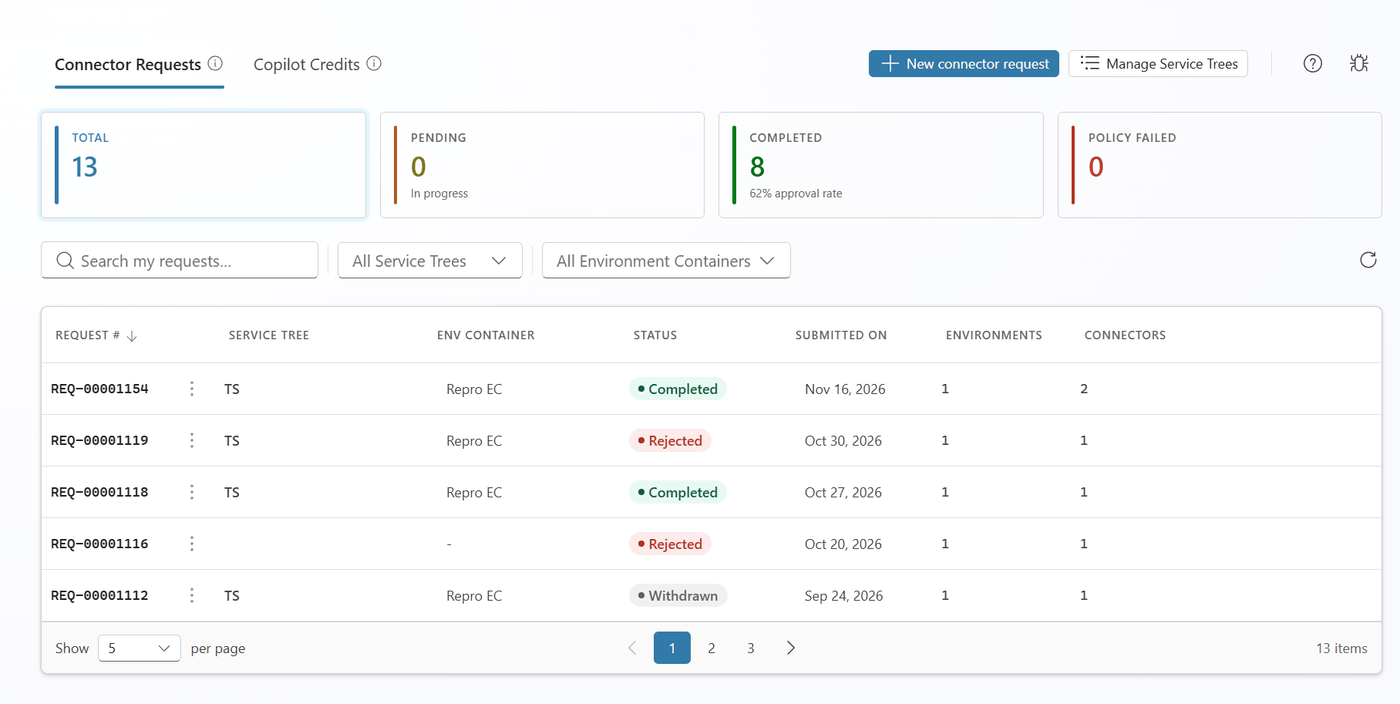 Connector Requests Copilot Credits New connector request Manage Service Trees
TOTAL PENDING COMPLETED POLICY FAILED
13 0 8 0
In progress 62% approval rate
Search my requests... All Service Trees All Environment Containers
REQUEST # ↓ SERVICE TREE ENV CONTAINER STATUS SUBMITTED ON ENVIRONMENTS CONNECTORS
REQ-00001154 TS Repro EC Completed Nov 16, 2026 1 2
REQ-00001119 TS Repro EC Rejected Oct 30, 2026 1 1
REQ-00001118 TS Repro EC Completed Oct 27, 2026 1 1
REQ-00001116 - Rejected Oct 20, 2026 1 1
REQ-00001112 TS Repro EC Withdrawn Sep 24, 2026 1 1
Show 5 per page 1 2 3 13 items